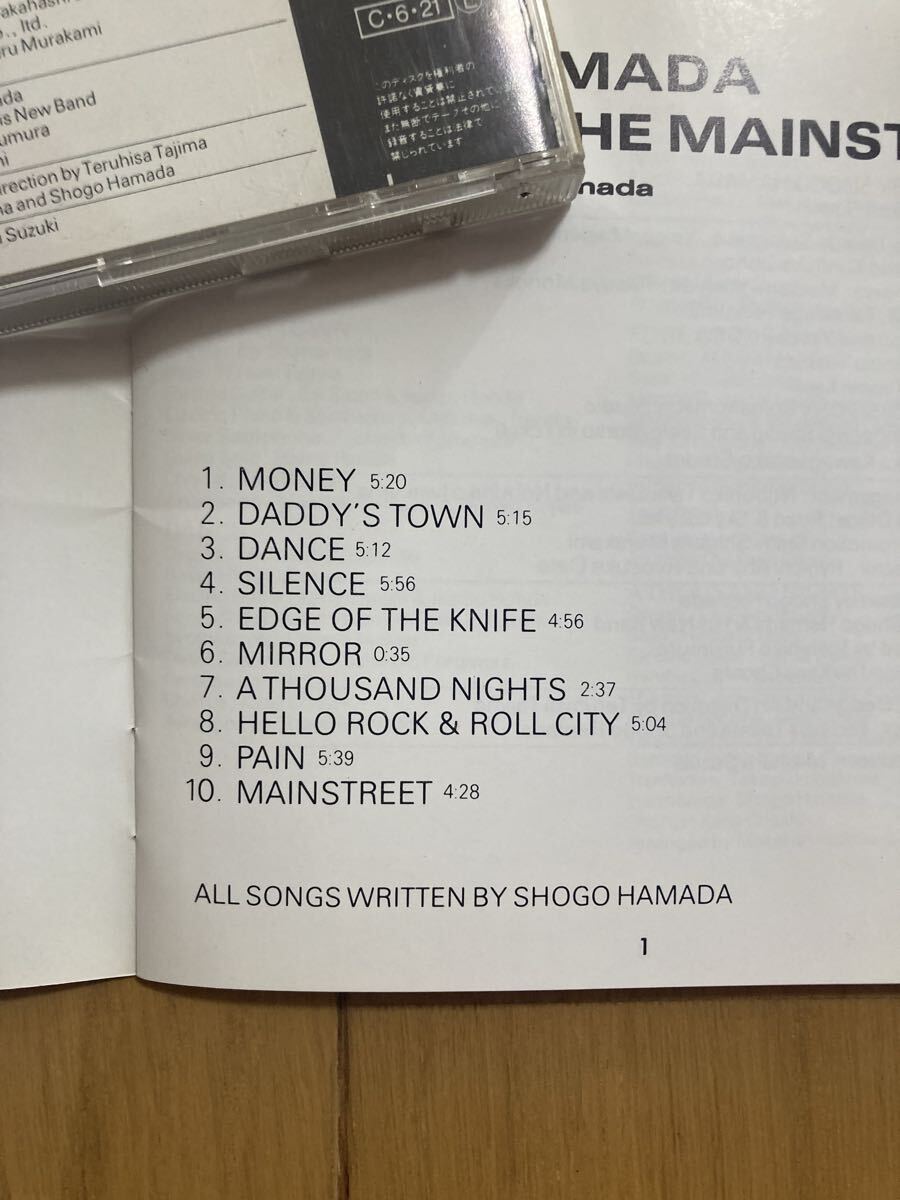 akahashi
., ltd.
ru Murakami
ada
is New Band
umura
ni
irection by Teruhisa Tajima
na and Shogo Hamada
i Suzuki
C・6・21 L
このディスクを権利者の
許諾なく賃貸業に
使用することは禁止されて
また無断でテープその他に
録音することは法律で
禁じられています
MADA
HE MAINST
mada
1. MONEY 5:20
2. DADDY'S TOWN 5:15
3. DANCE 5:12
4. SILENCE 5:56
5. EDGE OF THE KNIFE 4:56
6. MIRROR 0:35
7. A THOUSAND NIGHTS 2:37
8. HELLO ROCK & ROLL CITY 5:04
9. PAIN 5:39
10. MAINSTREET 4:28
ALL SONGS WRITTEN BY SHOGO HAMADA
1